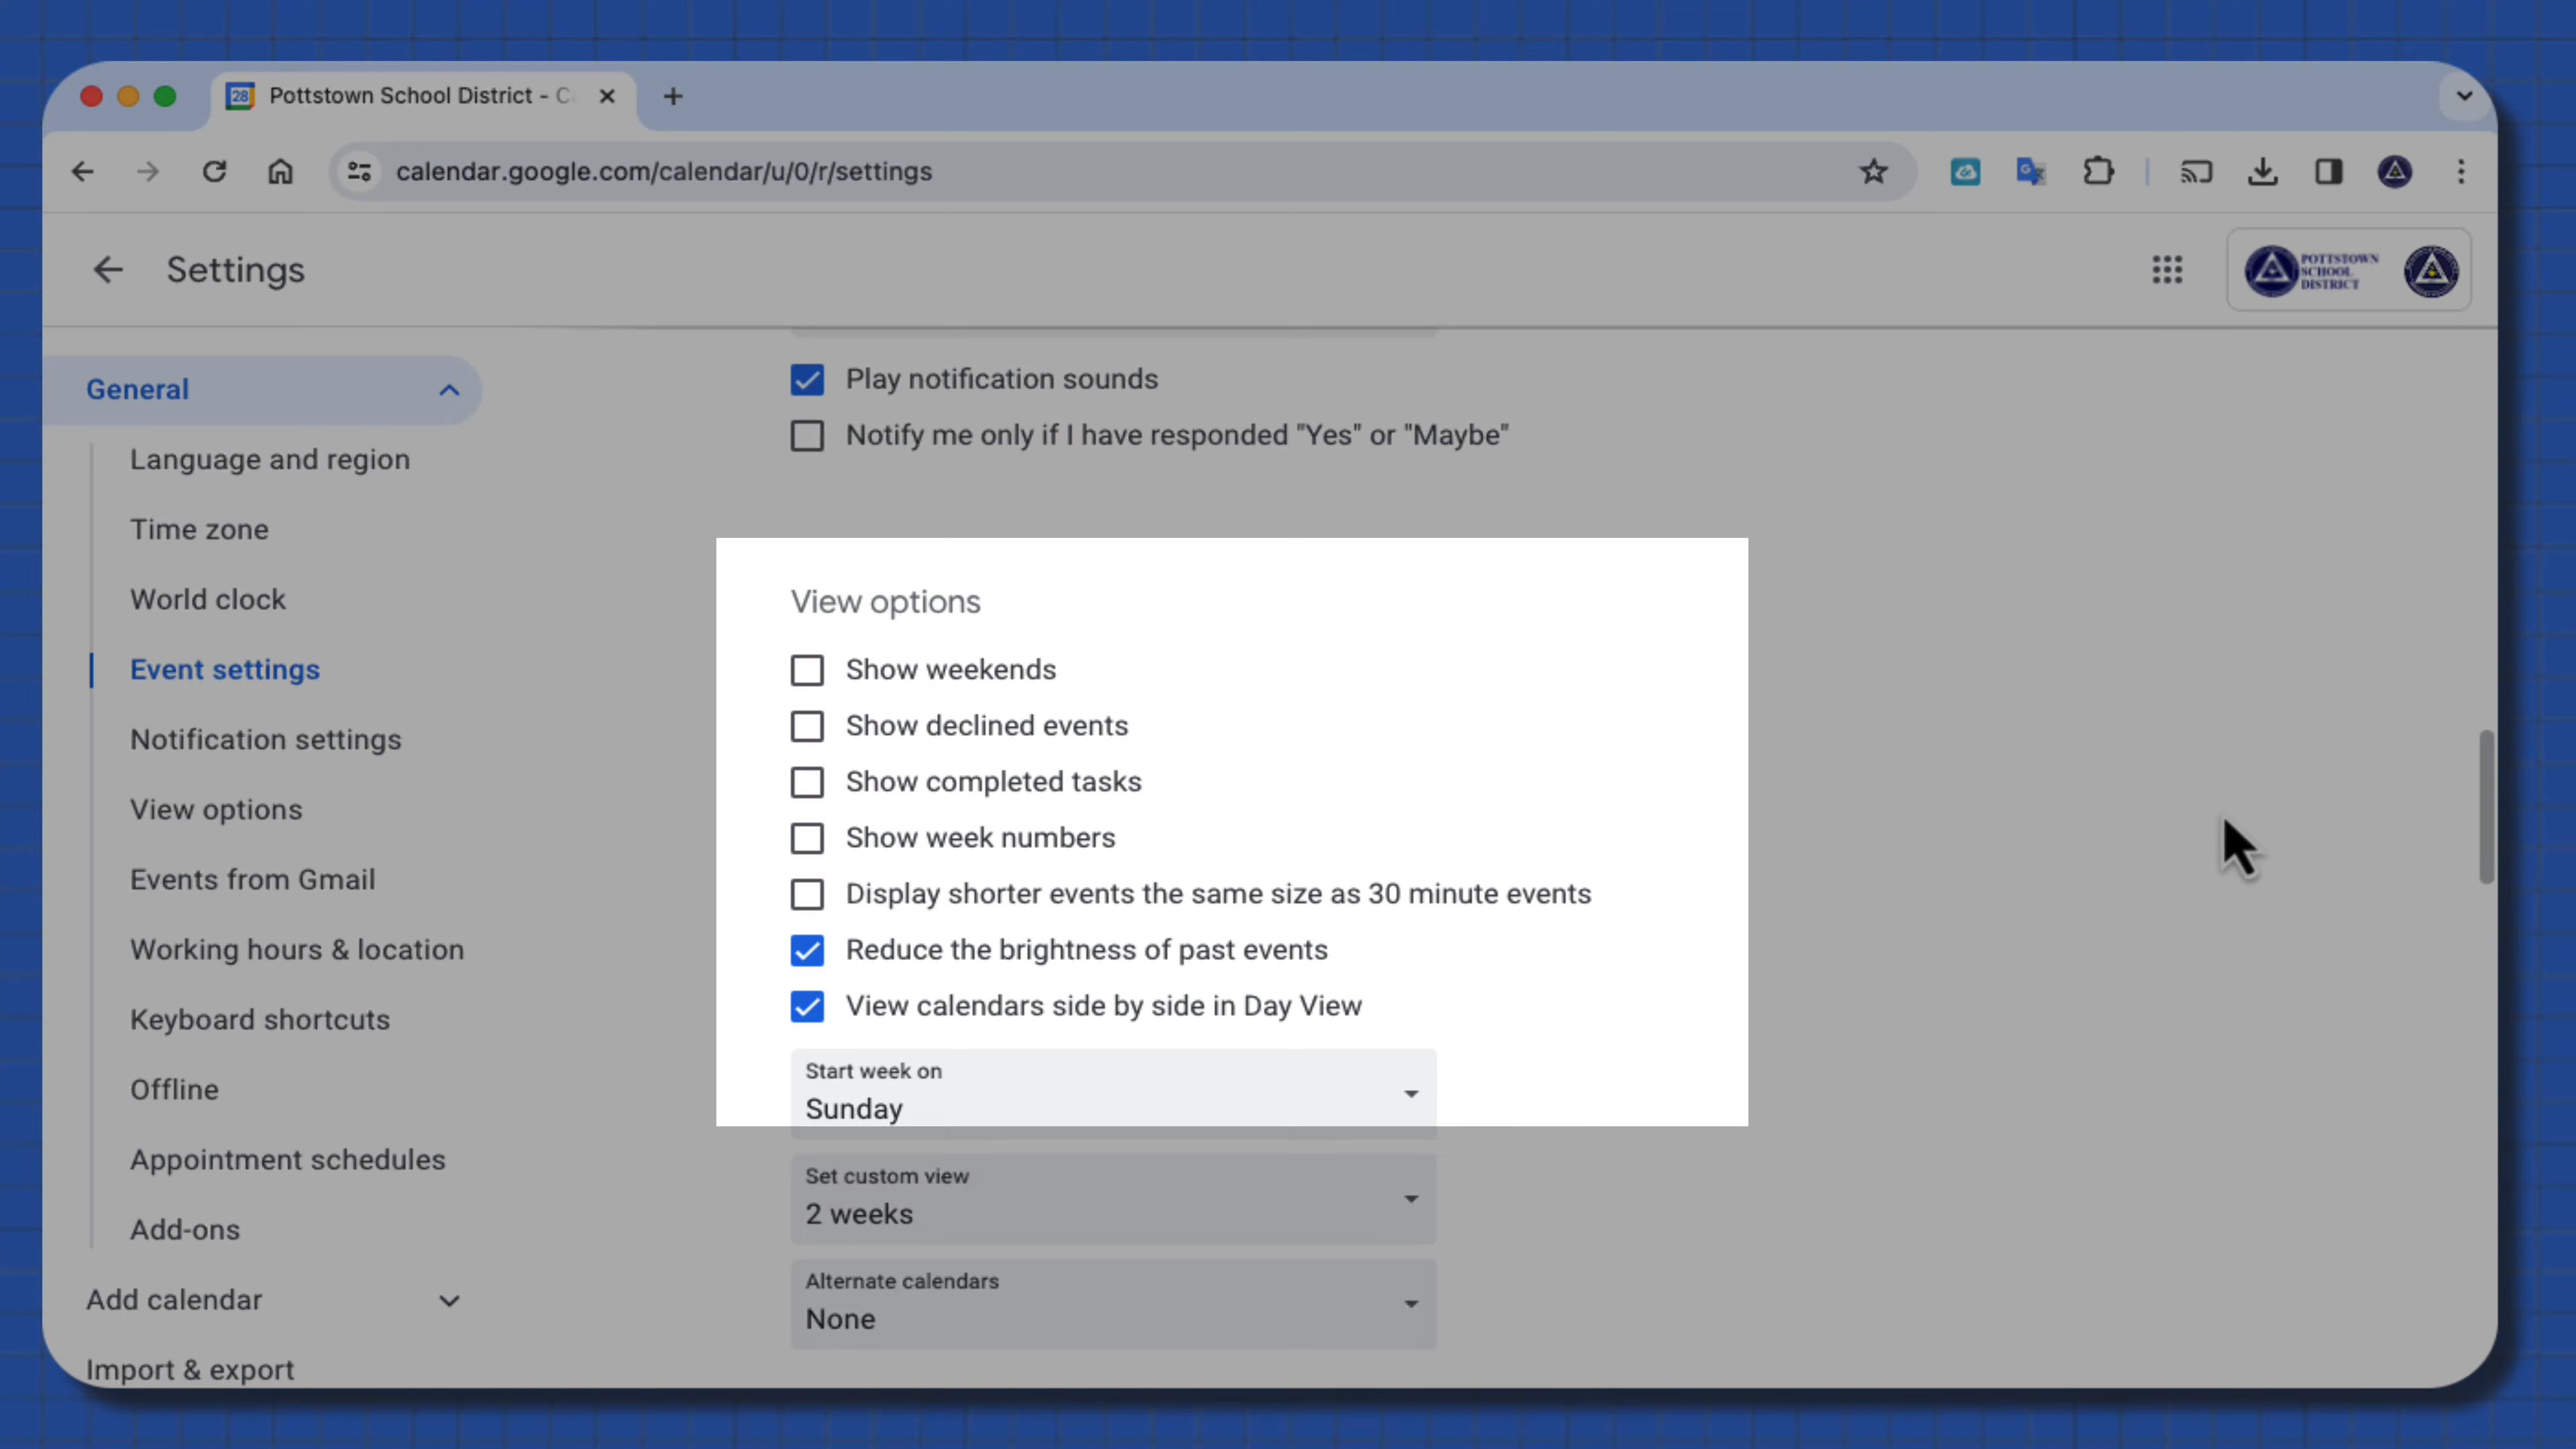 28 Pottstown School District - Ca
calendar.google.com/calendar/u/0/r/settings
Settings
POTTSTOWN
SCHOOL
DISTRICT
General
Language and region
Time zone
World clock
Event settings
Notification settings
View options
Events from Gmail
Working hours & location
Keyboard shortcuts
Offline
Appointment schedules
Add-ons
Add calendar
Import & export
Play notification sounds
Notify me only if I have responded "Yes" or "Maybe"
View options
Show weekends
Show declined events
Show completed tasks
Show week numbers
Display shorter events the same size as 30 minute events
Reduce the brightness of past events
View calendars side by side in Day View
Start week on
Sunday
Set custom view
2 weeks
Alternate calendars
None